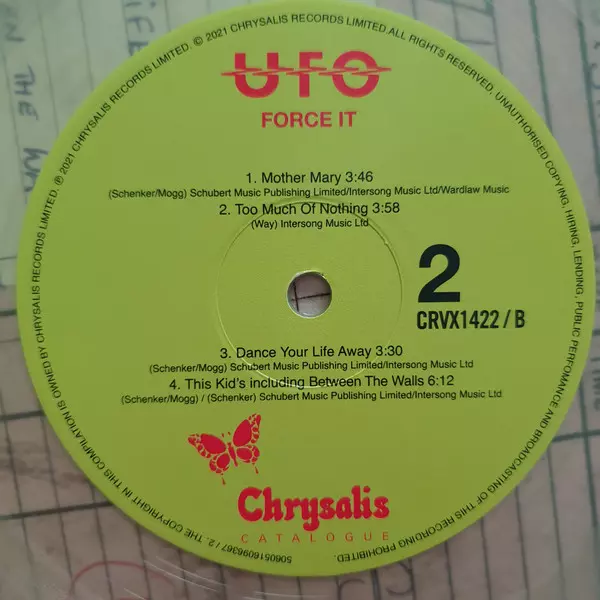 UFO
FORCE IT
1. Mother Mary 3:46
(Schenker/Mogg) Schubert Music Publishing Limited/Intersong Music Ltd/Wardlaw Music
2. Too Much Of Nothing 3:58
(Way) Intersong Music Ltd
2
CRVX1422 / B
3. Dance Your Life Away 3:30
(Schenker/Mogg) Schubert Music Publishing Limited/Intersong Music Ltd
4. This Kid's including Between The Walls 6:12
(Schenker/Mogg) / (Schenker) Schubert Music Publishing Limited/Intersong Music Ltd
Chrysalis
CATALOGUE
5060516096367 / 2. THE COPYRIGHT IN THIS COMPILATION IS OWNED BY CHRYSALIS RECORDS LIMITED. ℗ 2021 CHRYSALIS RECORDS LIMITED. © 2021 CHRYSALIS RECORDS LIMITED.ALL RIGHTS RESERVED, UNAUTHORISED COPYING, HIRING, LENDING, PUBLIC PERFOMANCE AND BROADCASTING OF THIS RECORDING PROHIBITED.
THE